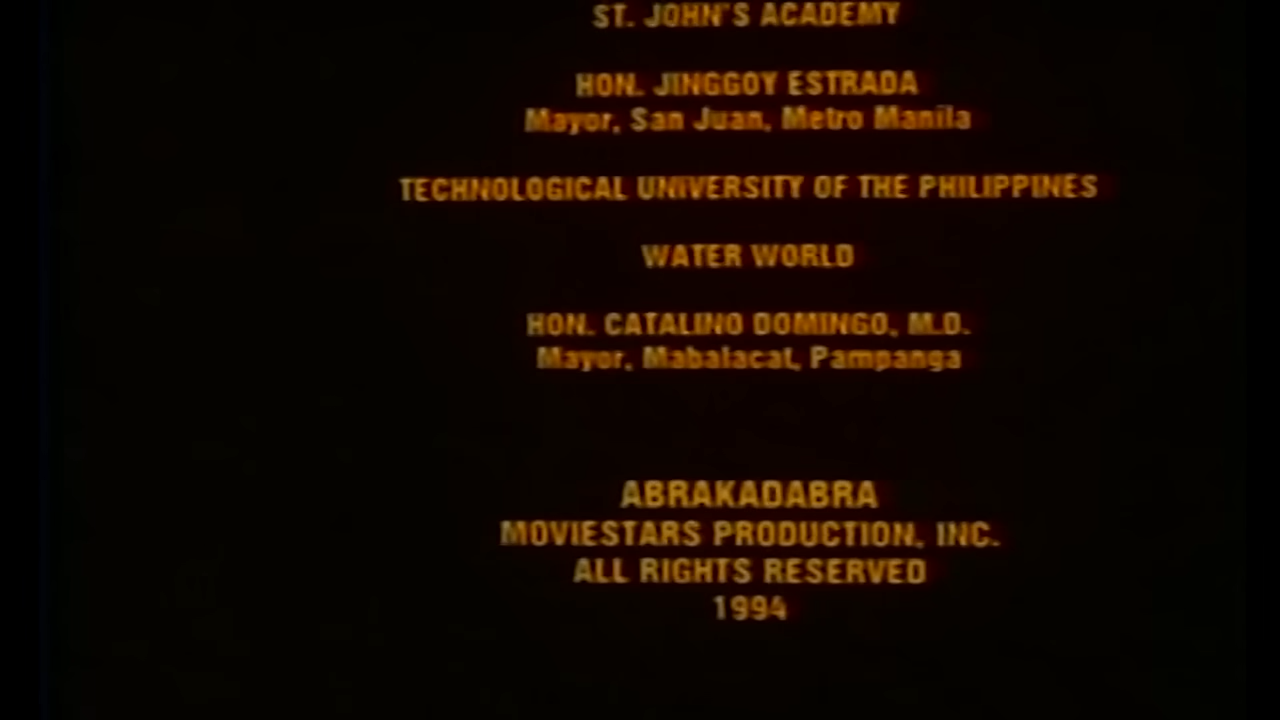 ST. JOHN'S ACADEMY
HON. JINGGOY ESTRADA
Mayor, San Juan, Metro Manila
TECHNOLOGICAL UNIVERSITY OF THE PHILIPPINES
WATER WORLD
HON. CATALINO DOMINGO, M.D.
Mayor, Mabalacat, Pampanga
ABRAKADABRA
MOVIESTARS PRODUCTION, INC.
ALL RIGHTS RESERVED
1994